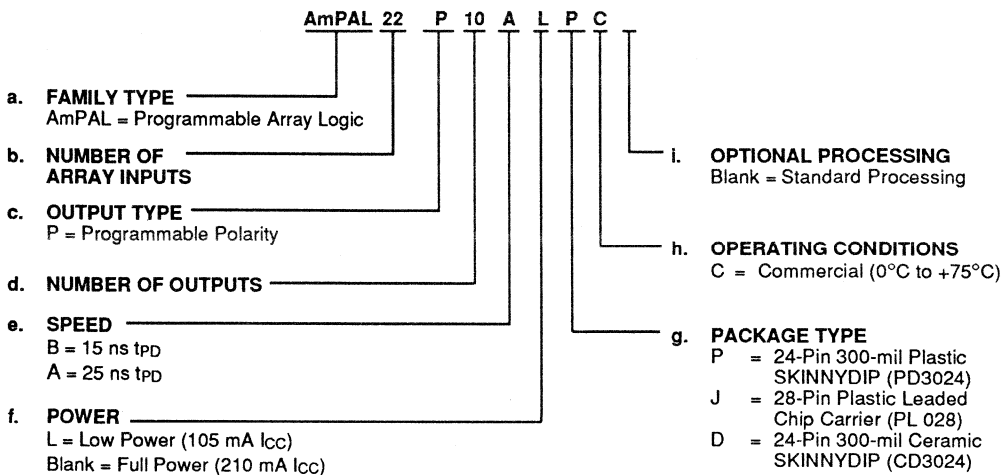 AmPAL 22 P 10 A L P C
a. FAMILY TYPE
AmPAL = Programmable Array Logic
b. NUMBER OF
ARRAY INPUTS
c. OUTPUT TYPE
P = Programmable Polarity
d. NUMBER OF OUTPUTS
e. SPEED
B = 15 ns tPD
A = 25 ns tPD
f. POWER
L = Low Power (105 mA ICC)
Blank = Full Power (210 mA ICC)
i. OPTIONAL PROCESSING
Blank = Standard Processing
h. OPERATING CONDITIONS
C = Commercial (0°C to +75°C)
g. PACKAGE TYPE
P = 24-Pin 300-mil Plastic
SKINNYDIP (PD3024)
J = 28-Pin Plastic Leaded
Chip Carrier (PL 028)
D = 24-Pin 300-mil Ceramic
SKINNYDIP (CD3024)